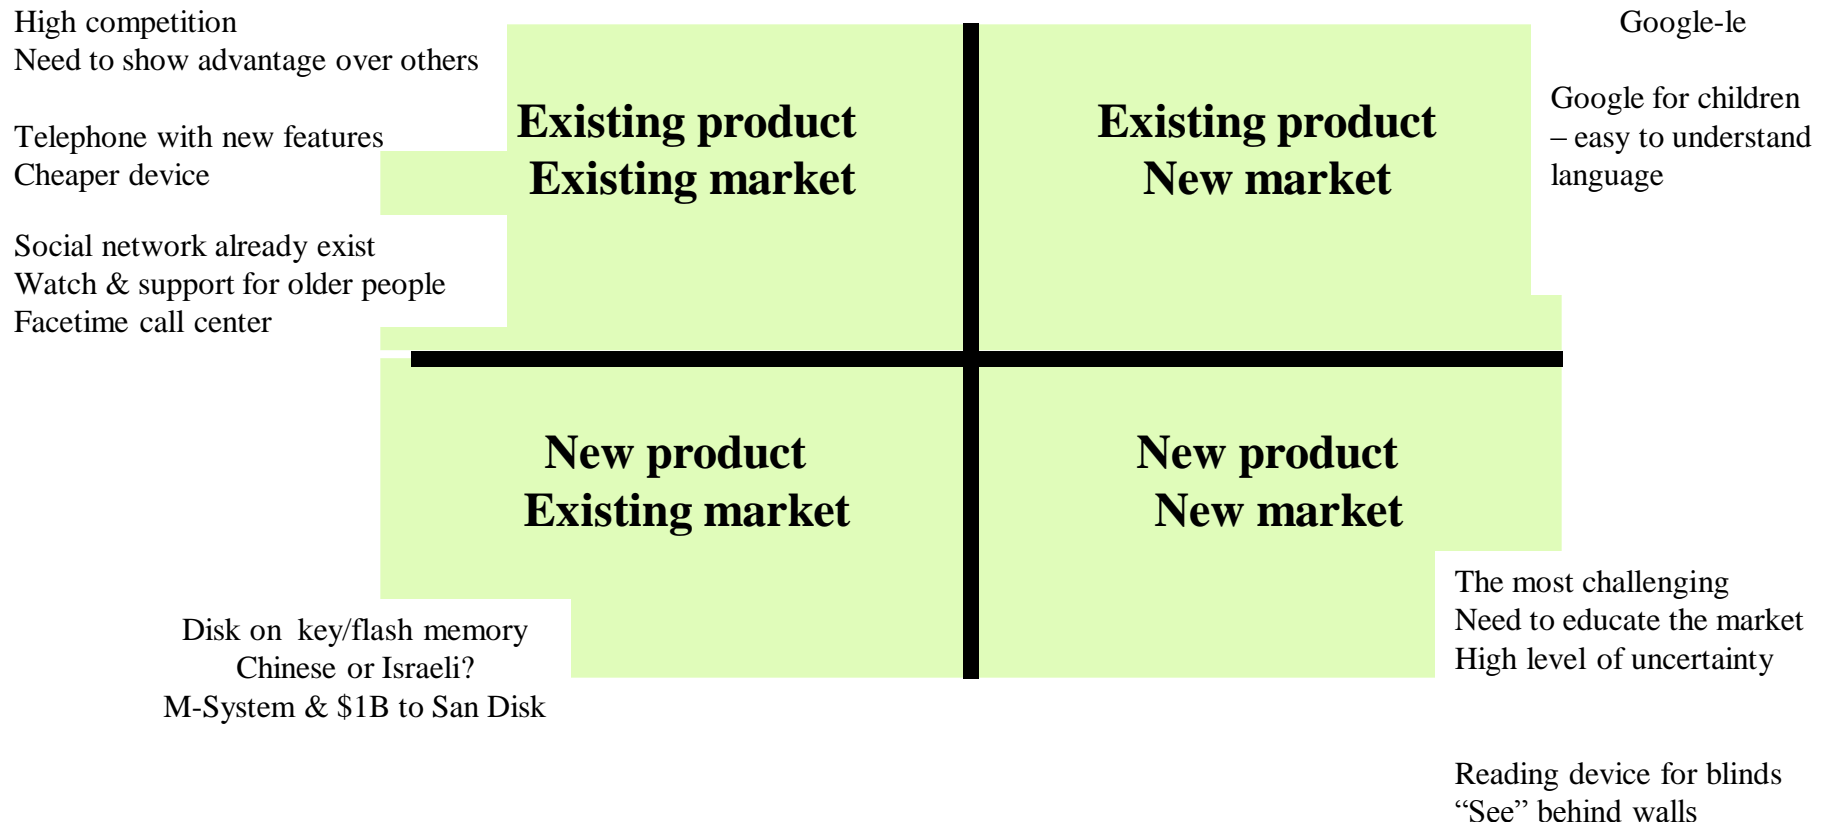 High competition
Need to show advantage over others
Telephone with new features
Cheaper device
Social network already exist
Watch & support for older people
Facetime call center
Existing product
Existing market
Existing product
New market
Google-le
Google for children
– easy to understand
language
New product
Existing market
New product
New market
Disk on key/flash memory
Chinese or Israeli?
M-System & $1B to San Disk
The most challenging
Need to educate the market
High level of uncertainty
Reading device for blinds
“See” behind walls